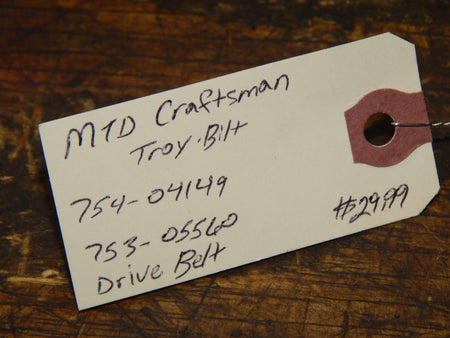 MTD Craftsman
Troy-Bilt
754-04149
753-05560
Drive Belt
$29.99